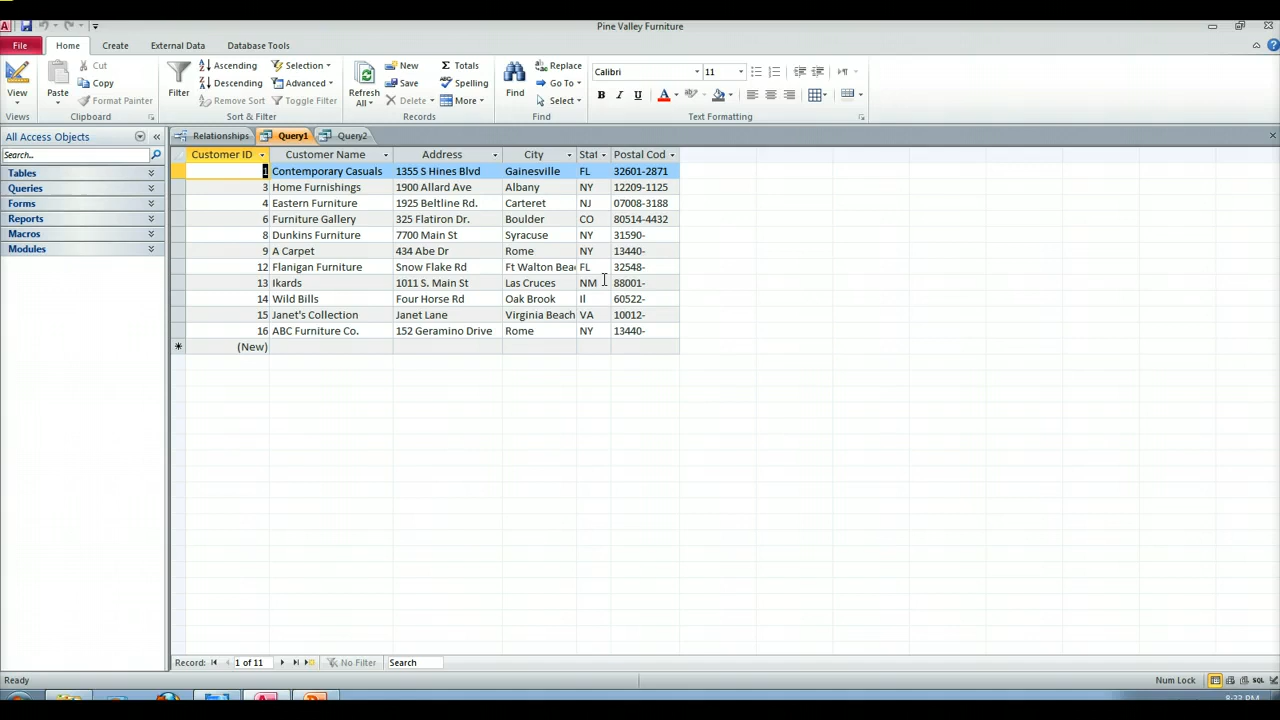 Pine Valley Furniture
File Home Create External Data Database Tools
View Paste Cut Copy Format Painter Filter Ascending Descending Remove Sort Selection Advanced Toggle Filter Refresh All New Save Delete Totals Spelling More Find Replace Go To Select Calibri 11
Views Clipboard Sort & Filter Records Find Text Formatting
All Access Objects
Search...
Tables
Queries
Forms
Reports
Macros
Modules
Relationships Query1 Query2
Customer ID Customer Name Address City Stat Postal Cod
1 Contemporary Casuals 1355 S Hines Blvd Gainesville FL 32601-2871
3 Home Furnishings 1900 Allard Ave Albany NY 12209-1125
4 Eastern Furniture 1925 Beltline Rd. Carteret NJ 07008-3188
6 Furniture Gallery 325 Flatiron Dr. Boulder CO 80514-4432
8 Dunkins Furniture 7700 Main St Syracuse NY 31590-
9 A Carpet 434 Abe Dr Rome NY 13440-
12 Flanigan Furniture Snow Flake Rd Ft Walton Beac FL 32548-
13 Ikards 1011 S. Main St Las Cruces NM 88001-
14 Wild Bills Four Horse Rd Oak Brook Il 60522-
15 Janet's Collection Janet Lane Virginia Beach VA 10012-
16 ABC Furniture Co. 152 Geramino Drive Rome NY 13440-
(New)
Record: 1 of 11 No Filter Search
Ready Num Lock SQL
8:33 PM